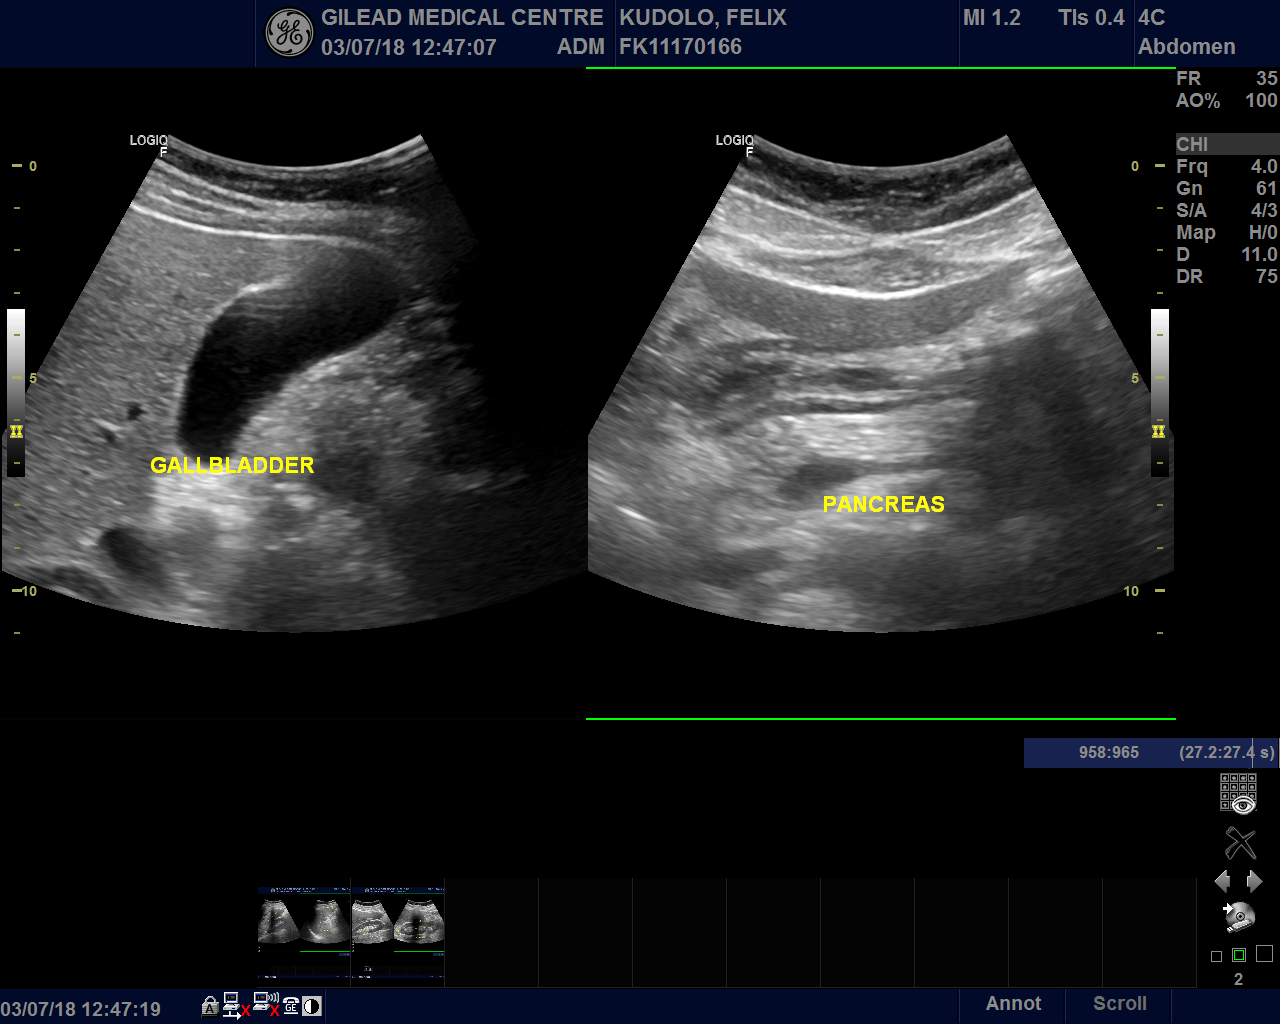 GILEAD MEDICAL CENTRE
03/07/18 12:47:07 ADM
KUDOLO, FELIX
FK11170166
MI 1.2 TIs 0.4
4C
Abdomen
FR 35
AO% 100
CHI
Frq 4.0
Gn 61
S/A 4/3
Map H/0
D 11.0
DR 75
LOGIQ
F
0
5
10
GALLBLADDER
LOGIQ
F
0
5
10
PANCREAS
958:965 (27.2:27.4 s)
2
03/07/18 12:47:19
Annot
Scroll